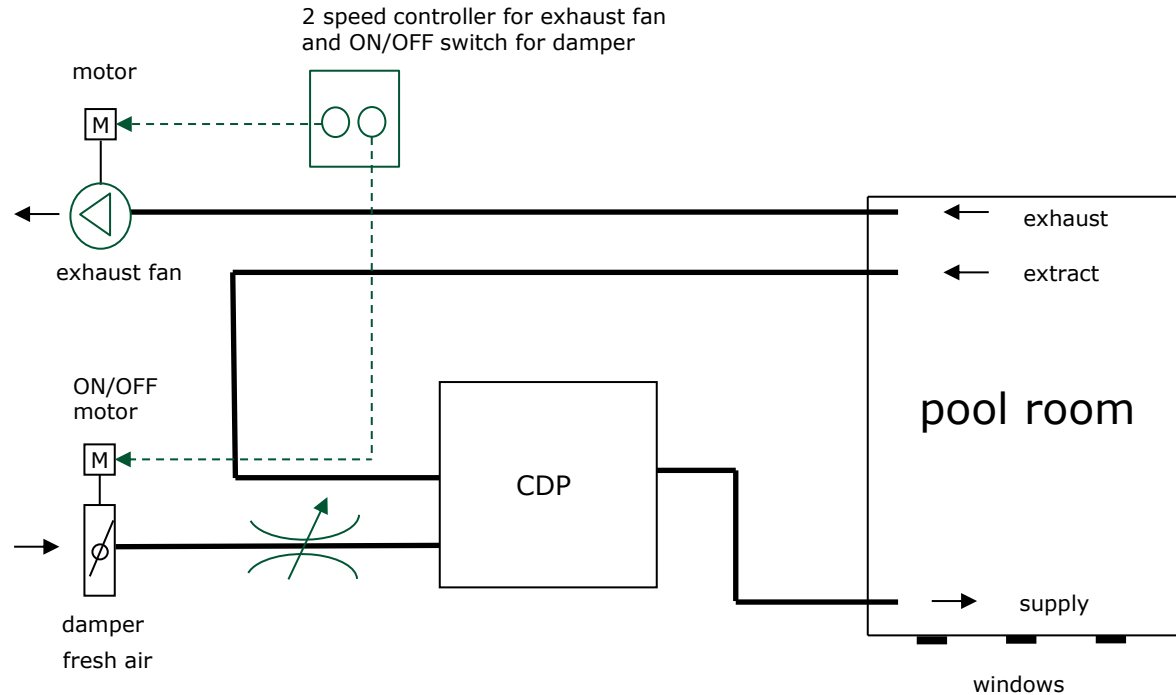 2 speed controller for exhaust fan
and ON/OFF switch for damper
motor
M
exhaust
exhaust fan
extract
ON/OFF
motor
pool room
M
CDP
supply
damper
fresh air
windows